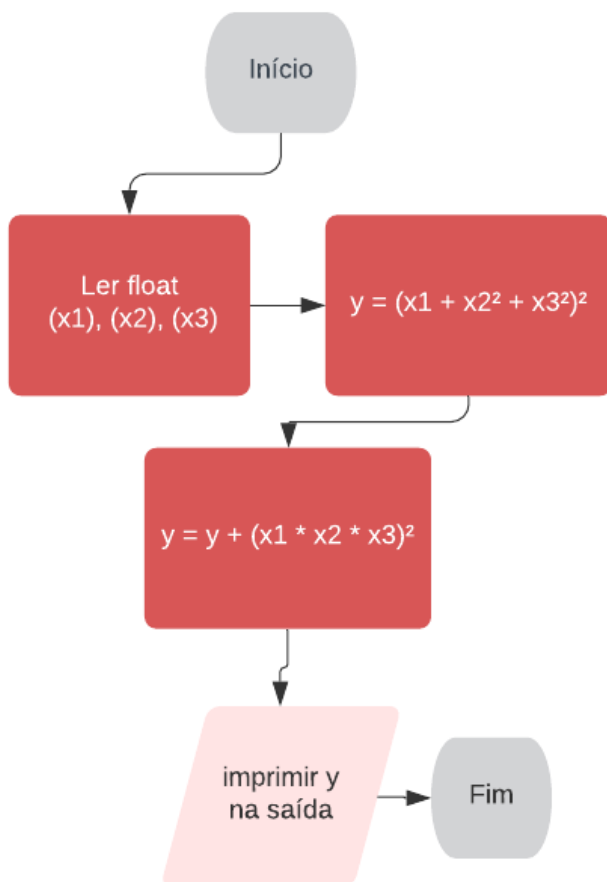 Início
Ler float
(x1), (x2), (x3)
y = (x1 + x2² + x3²)²
y = y + (x1 * x2 * x3)²
imprimir y
na saída
Fim